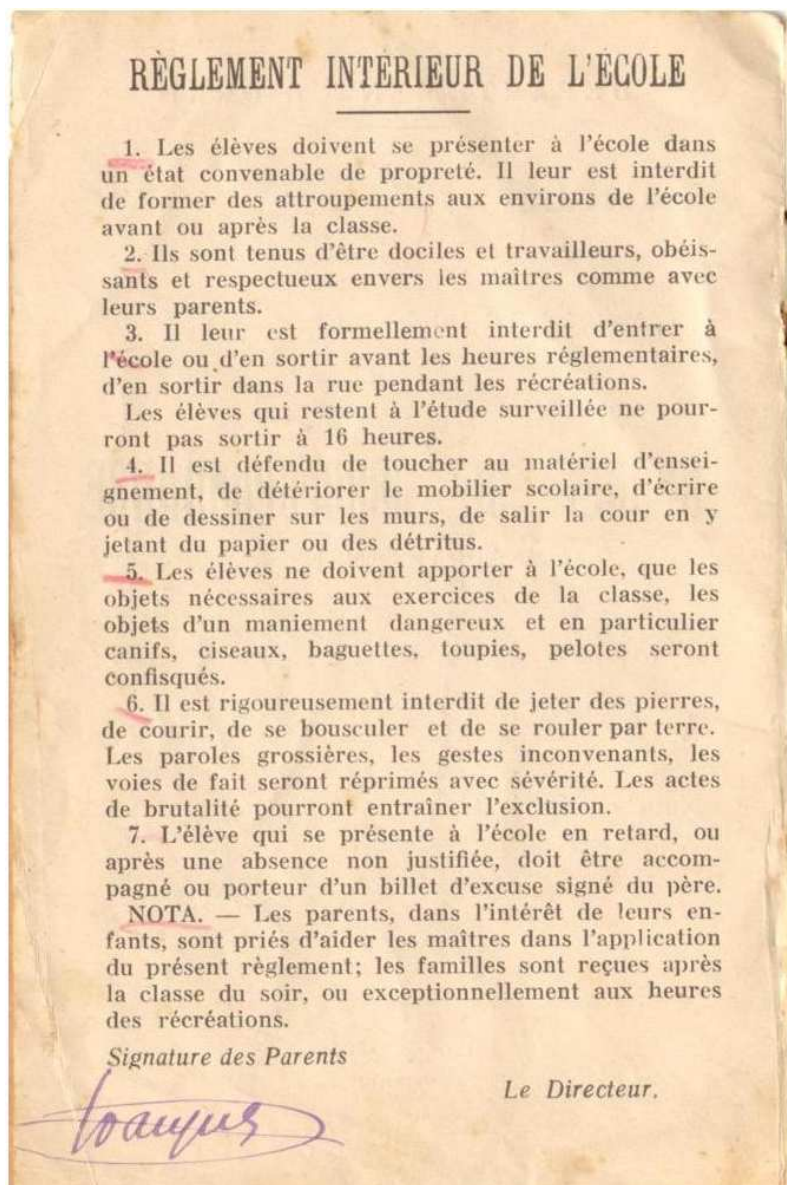 RÈGLEMENT INTÉRIEUR DE L'ÉCOLE
1. Les élèves doivent se présenter à l'école dans
un état convenable de propreté. Il leur est interdit
de former des attroupements aux environs de l'école
avant ou après la classe.
2. Ils sont tenus d'être dociles et travailleurs, obéis-
sants et respectueux envers les maîtres comme avec
leurs parents.
3. Il leur est formellement interdit d'entrer à
l'école ou d'en sortir avant les heures réglementaires,
d'en sortir dans la rue pendant les récréations.
Les élèves qui restent à l'étude surveillée ne pour-
ront pas sortir à 16 heures.
4. Il est défendu de toucher au matériel d'ensei-
gnement, de détériorer le mobilier scolaire, d'écrire
ou de dessiner sur les murs, de salir la cour en y
jetant du papier ou des détritus.
5. Les élèves ne doivent apporter à l'école, que les
objets nécessaires aux exercices de la classe, les
objets d'un maniement dangereux et en particulier
canifs, ciseaux, baguettes, toupies, pelotes seront
confisqués.
6. Il est rigoureusement interdit de jeter des pierres,
de courir, de se bousculer et de se rouler par terre.
Les paroles grossières, les gestes inconvenants, les
voies de fait seront réprimés avec sévérité. Les actes
de brutalité pourront entraîner l'exclusion.
7. L'élève qui se présente à l'école en retard, ou
après une absence non justifiée, doit être accom-
pagné ou porteur d'un billet d'excuse signé du père.
NOTA. — Les parents, dans l'intérêt de leurs en-
fants, sont priés d'aider les maîtres dans l'application
du présent règlement; les familles sont reçues après
la classe du soir, ou exceptionnellement aux heures
des récréations.
Signature des Parents
Le Directeur.